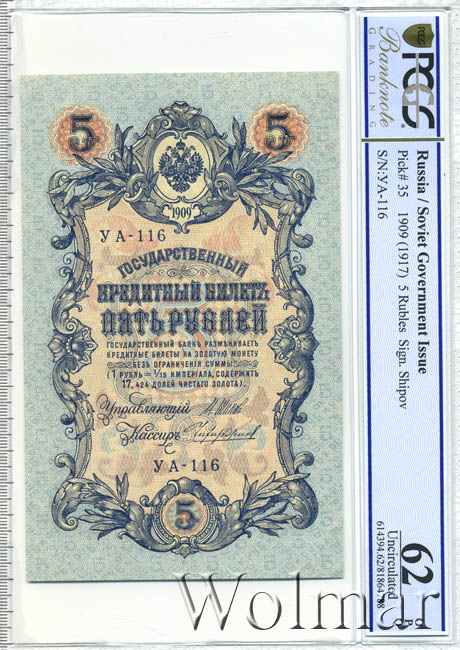 5 5
1909
УА-116
ГОСУДАРСТВЕННЫЙ
КРЕДИТНЫЙ БИЛЕТЪ
ПЯТЬ РУБЛЕЙ
ГОСУДАРСТВЕННЫЙ БАНКЪ РАЗМѢНИВАЕТЪ
КРЕДИТНЫЕ БИЛЕТЫ НА ЗОЛОТУЮ МОНЕТУ
БЕЗЪ ОГРАНИЧЕНІЯ СУММЫ
(1 РУБЛЬ = 1/15 ИМПЕРІАЛА, СОДЕРЖИТЪ
17,424 ДОЛЕЙ ЧИСТАГО ЗОЛОТА).
Управляющій
Кассиръ
УА-116
5
PCGS
Banknote
GRADING
Russia / Soviet Government Issue
Pick# 35 1909 (1917) 5 Rubles Sign. Shipov
S/N:УА-116
62
Uncirculated
Wolmar